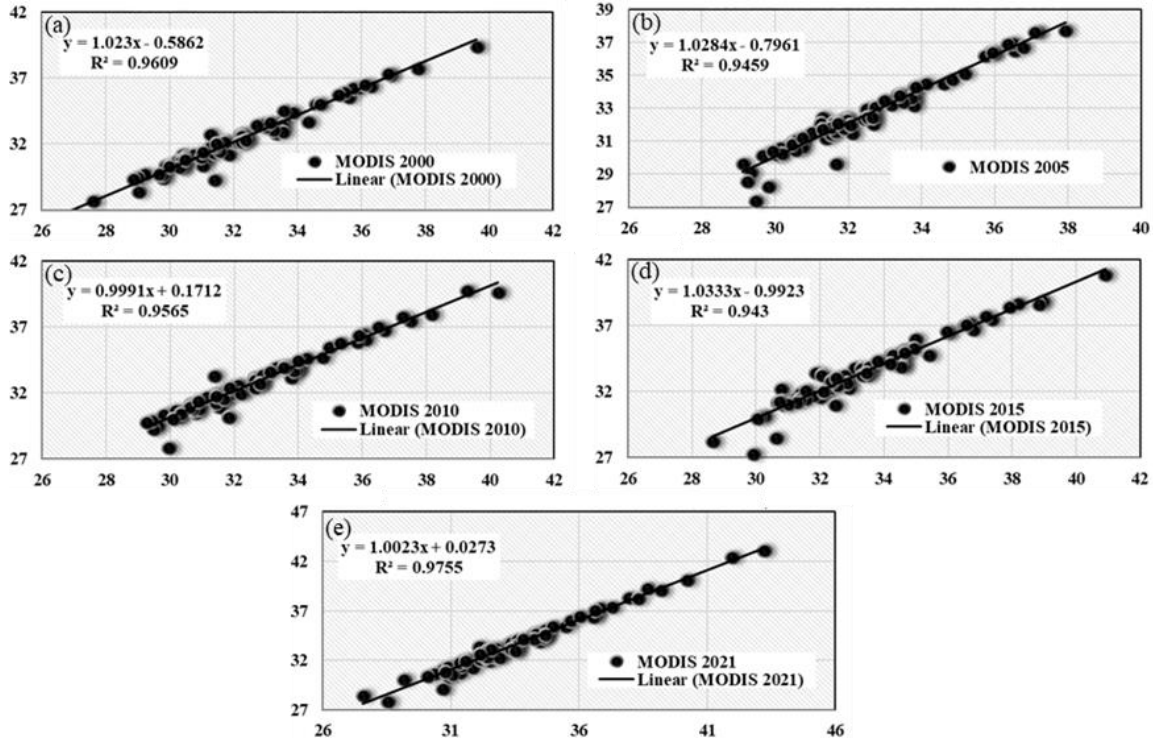 (a)
y = 1.023x - 0.5862
R² = 0.9609
MODIS 2000
Linear (MODIS 2000)
42
37
32
27
26 28 30 32 34 36 38 40 42
(b)
y = 1.0284x - 0.7961
R² = 0.9459
MODIS 2005
39
37
35
33
31
29
27
26 28 30 32 34 36 38 40
(c)
y = 0.9991x + 0.1712
R² = 0.9565
MODIS 2010
Linear (MODIS 2010)
42
37
32
27
26 28 30 32 34 36 38 40 42
(d)
y = 1.0333x - 0.9923
R² = 0.943
MODIS 2015
Linear (MODIS 2015)
42
37
32
27
26 28 30 32 34 36 38 40 42
(e)
y = 1.0023x + 0.0273
R² = 0.9755
MODIS 2021
Linear (MODIS 2021)
47
42
37
32
27
26 31 36 41 46